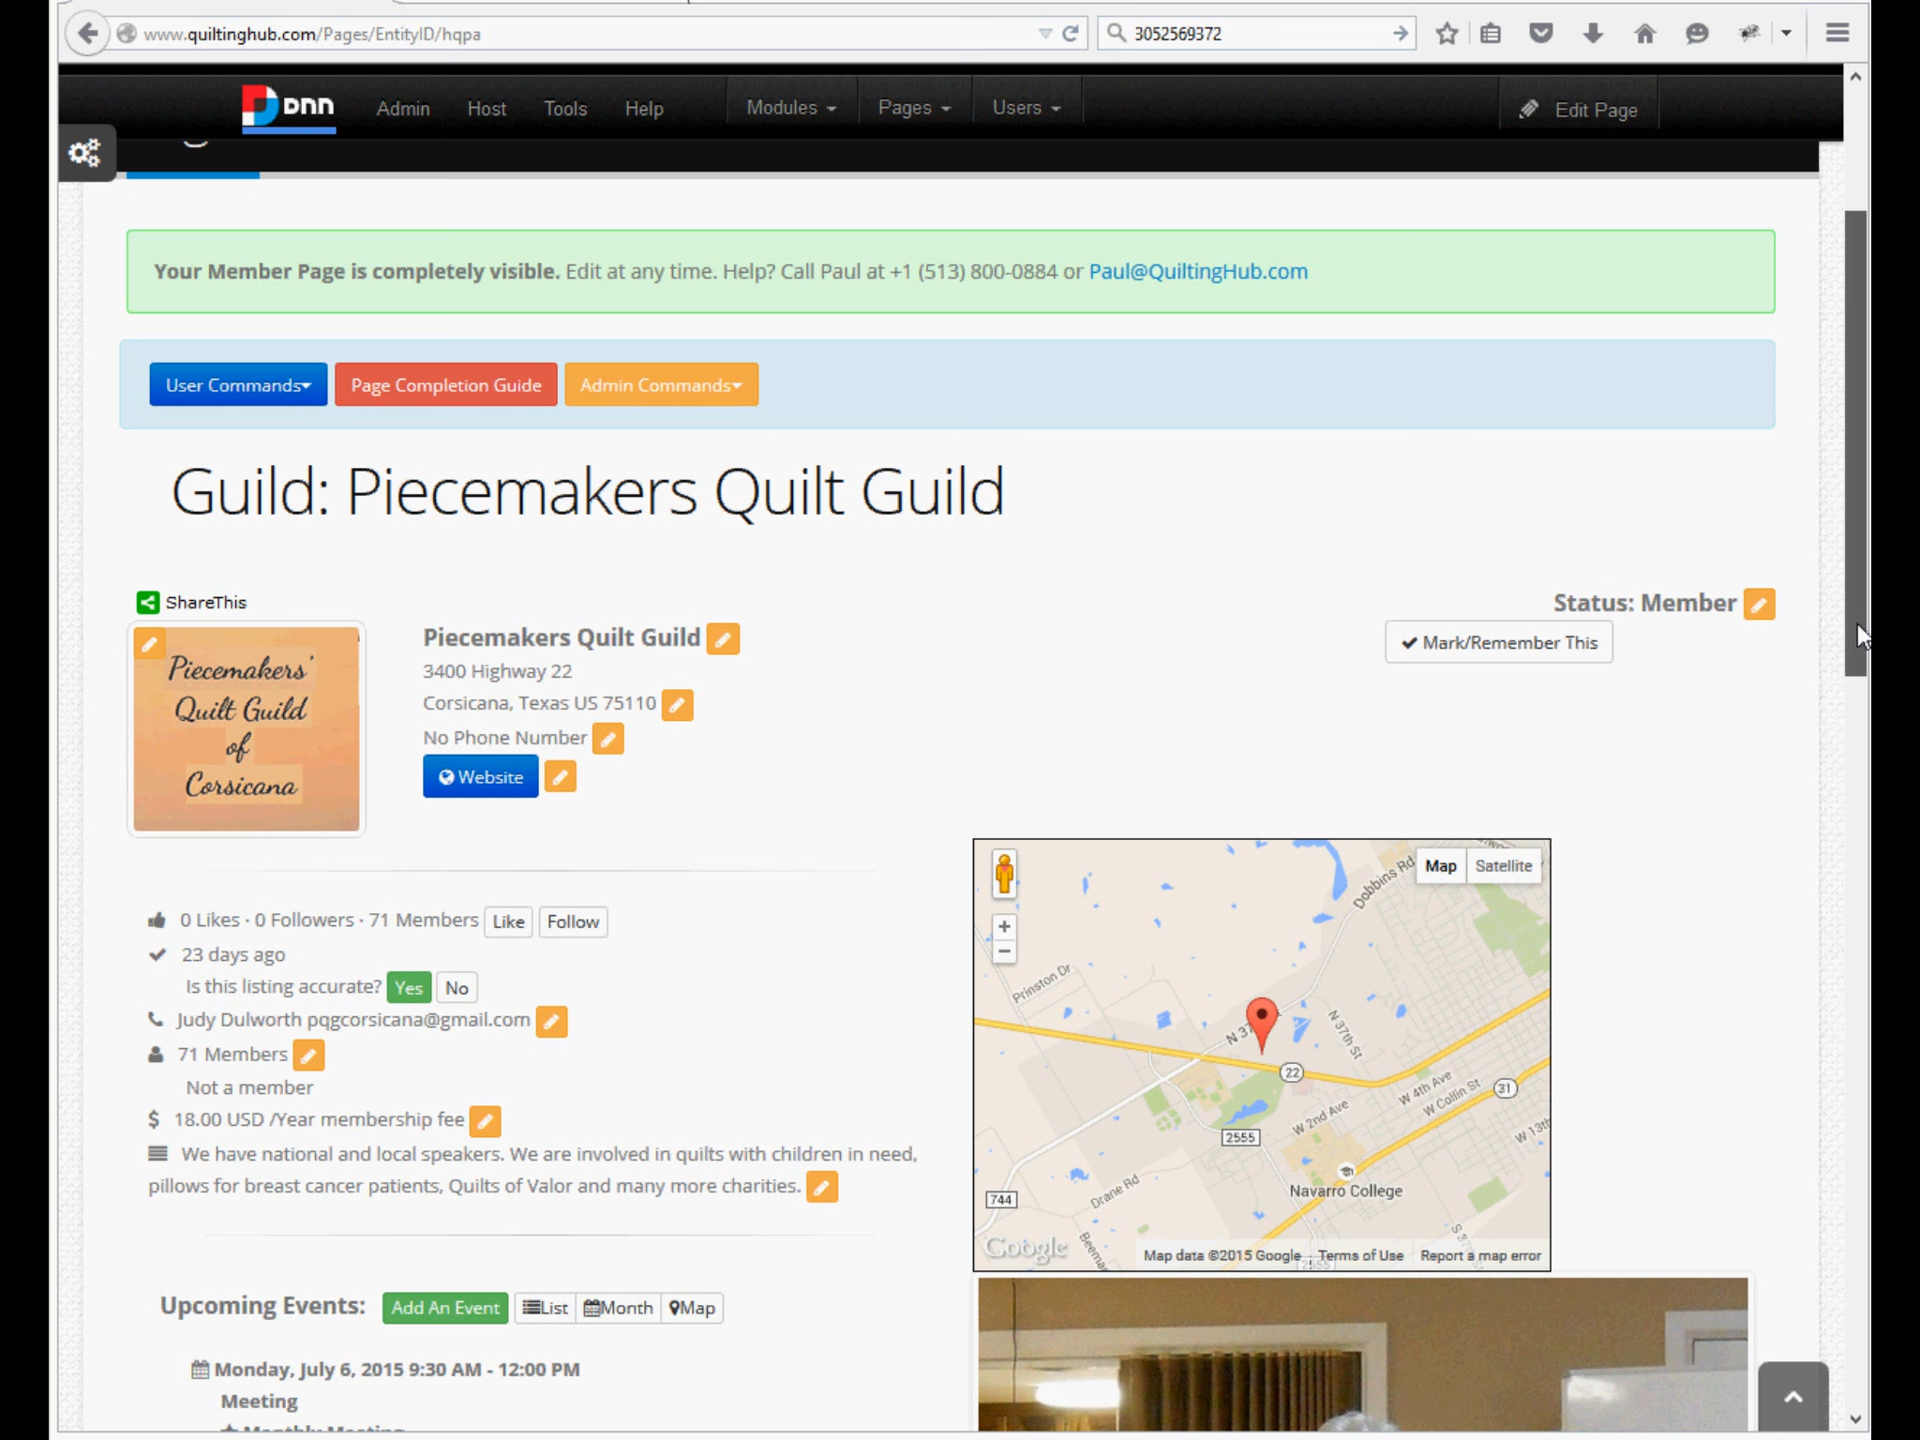 www.quiltinghub.com/Pages/EntityID/hqpa
3052569372
DNN Admin Host Tools Help Modules Pages Users Edit Page
Your Member Page is completely visible. Edit at any time. Help? Call Paul at +1 (513) 800-0884 or Paul@QuiltingHub.com
User Commands Page Completion Guide Admin Commands
Guild: Piecemakers Quilt Guild
ShareThis
Status: Member
Mark/Remember This
Piecemakers'
Quilt Guild
of
Corsicana
Piecemakers Quilt Guild
3400 Highway 22
Corsicana, Texas US 75110
No Phone Number
Website
0 Likes · 0 Followers · 71 Members Like Follow
23 days ago
Is this listing accurate? Yes No
Judy Dulworth pqgcorsicana@gmail.com
71 Members
Not a member
$ 18.00 USD /Year membership fee
We have national and local speakers. We are involved in quilts with children in need,
pillows for breast cancer patients, Quilts of Valor and many more charities.
Map Satellite
Dobbins Rd
Prinston Dr
N 37th St
22
W 4th Ave
W Collin St
31
W 2nd Ave
2555
W 13th
Navarro College
Drane Rd
744
Google
Map data ©2015 Google Terms of Use Report a map error
Upcoming Events: Add An Event List Month Map
Monday, July 6, 2015 9:30 AM - 12:00 PM
Meeting
Monthly Meeting